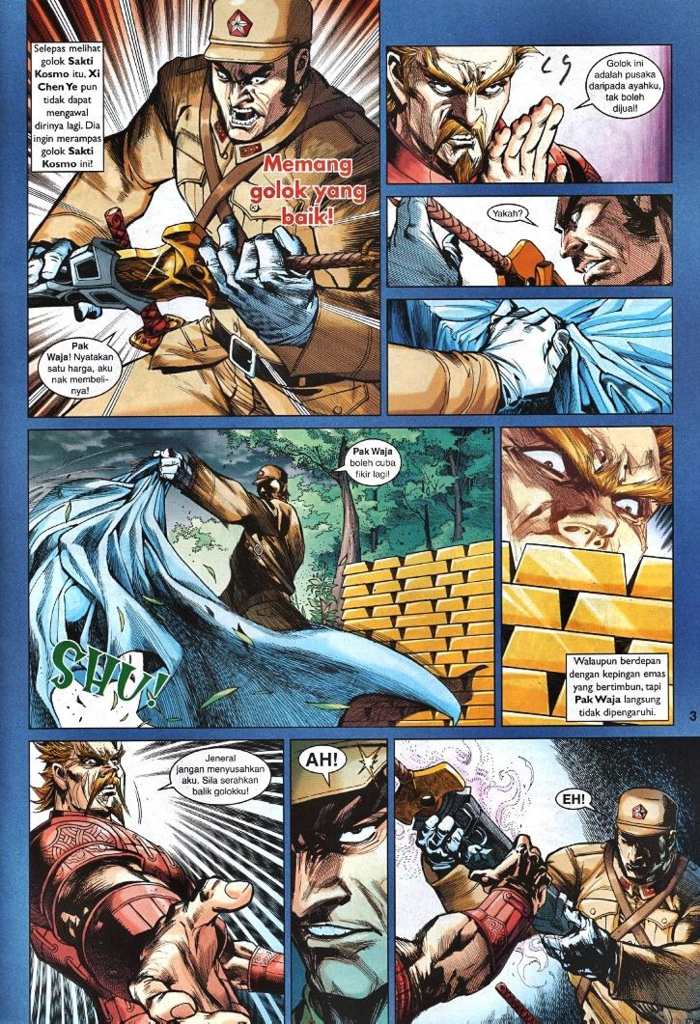 Selepas melihat
golok Sakti
Kosmo itu, Xi
Chen Ye pun
tidak dapat
mengawal
dirinya lagi. Dia
ingin merampas
golok Sakti
Kosmo ini!
Memang
golok yang
baik!
Pak
Waja! Nyatakan
satu harga, aku
nak membeli-
nya!
Golok ini
adalah pusaka
daripada ayahku,
tak boleh
dijual!
Yakah?
Pak Waja
boleh cuba
fikir lagi!
SHU!
Walaupun berdepan
dengan kepingan emas
yang bertimbun, tapi
Pak Waja langsung
tidak dipengaruhi.
3
Jeneral
jangan menyusahkan
aku. Sila serahkan
balik golokku!
AH!
EH!